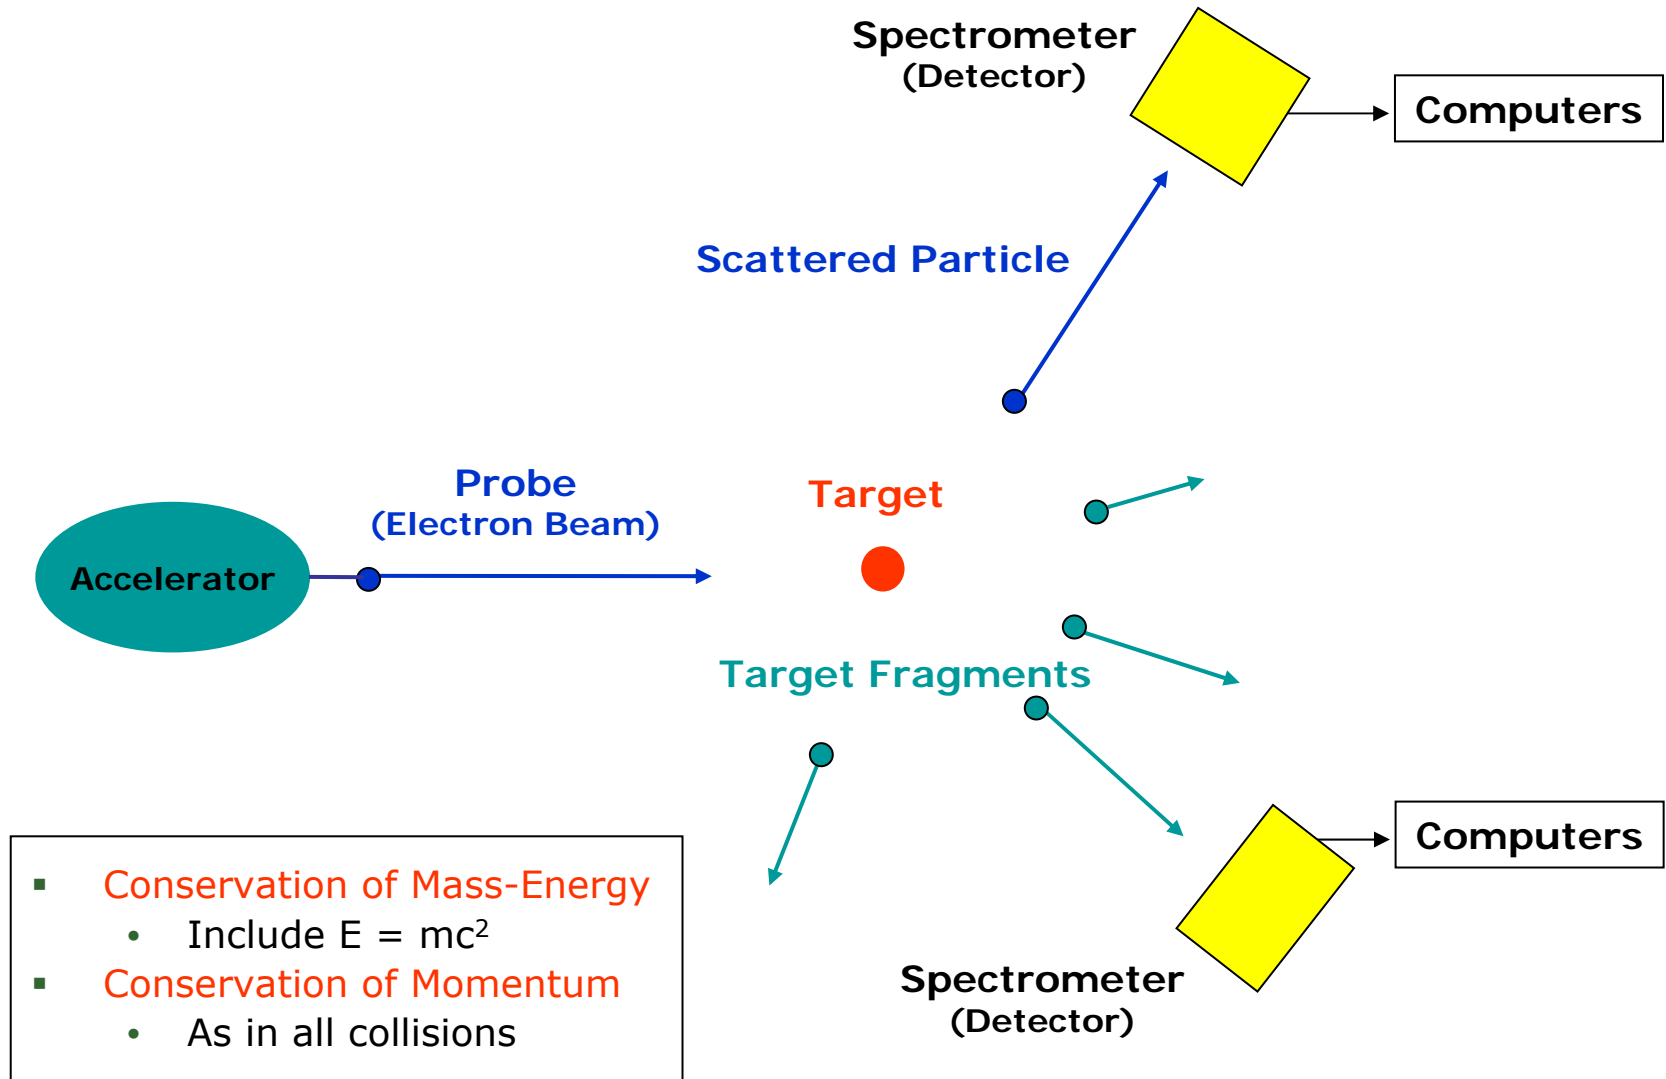 Spectrometer
(Detector)
Computers
Scattered Particle
Probe
(Electron Beam)
Target
Accelerator
Target Fragments
Computers
▪ Conservation of Mass-Energy
• Include E = mc²
▪ Conservation of Momentum
• As in all collisions
Spectrometer
(Detector)